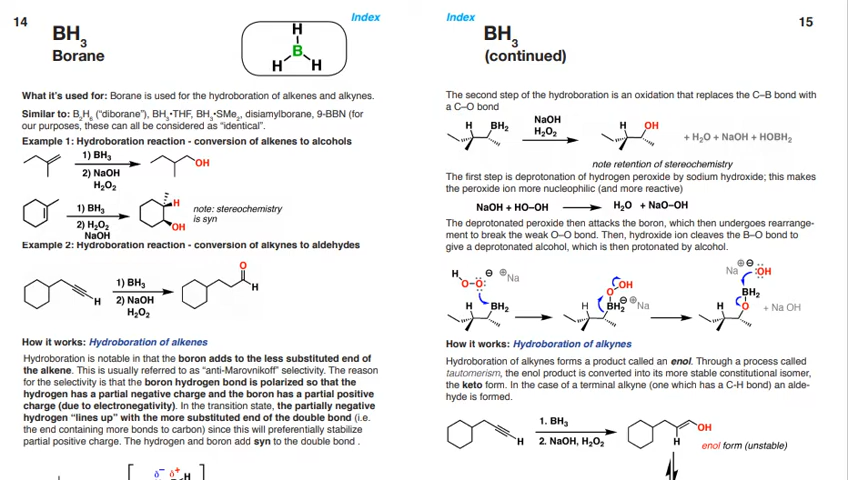 14
Index
BH3
Borane
H
B
H
H
What it's used for: Borane is used for the hydroboration of alkenes and alkynes.
Similar to: B2H6 ("diborane"), BH3•THF, BH3•SMe2, disiamylborane, 9-BBN (for
our purposes, these can all be considered as "identical".
Example 1: Hydroboration reaction - conversion of alkenes to alcohols
1) BH3
2) NaOH
H2O2
OH
1) BH3
2) H2O2
NaOH
H
OH
note: stereochemistry
is syn
Example 2: Hydroboration reaction - conversion of alkynes to aldehydes
H
1) BH3
2) NaOH
H2O2
O
H
How it works: Hydroboration of alkenes
Hydroboration is notable in that the boron adds to the less substituted end of
the alkene. This is usually referred to as "anti-Marovnikoff" selectivity. The reason
for the selectivity is that the boron hydrogen bond is polarized so that the
hydrogen has a partial negative charge and the boron has a partial positive
charge (due to electronegativity). In the transition state, the partially negative
hydrogen "lines up" with the more substituted end of the double bond (i.e.
the end containing more bonds to carbon) since this will preferentially stabilize
partial positive charge. The hydrogen and boron add syn to the double bond .
δ− δ+ H
Index
15
BH3
(continued)
The second step of the hydroboration is an oxidation that replaces the C–B bond with
a C–O bond
H BH2
NaOH
H2O2
H OH
+ H2O + NaOH + HOBH2
note retention of stereochemistry
The first step is deprotonation of hydrogen peroxide by sodium hydroxide; this makes
the peroxide ion more nucleophilic (and more reactive)
NaOH + HO–OH H2O + NaO–OH
The deprotonated peroxide then attacks the boron, which then undergoes rearrange-
ment to break the weak O–O bond. Then, hydroxide ion cleaves the B–O bond to
give a deprotonated alcohol, which is then protonated by alcohol.
H
O–O:
⊖ ⊕Na
H BH2
O OH
H BH2
⊖ ⊕Na
Na ⊕ ⊖
:OH
BH2
H O
+ Na OH
How it works: Hydroboration of alkynes
Hydroboration of alkynes forms a product called an enol. Through a process called
tautomerism, the enol product is converted into its more stable constitutional isomer,
the keto form. In the case of a terminal alkyne (one which has a C-H bond) an alde-
hyde is formed.
H
1. BH3
2. NaOH, H2O2
OH
H
enol form (unstable)